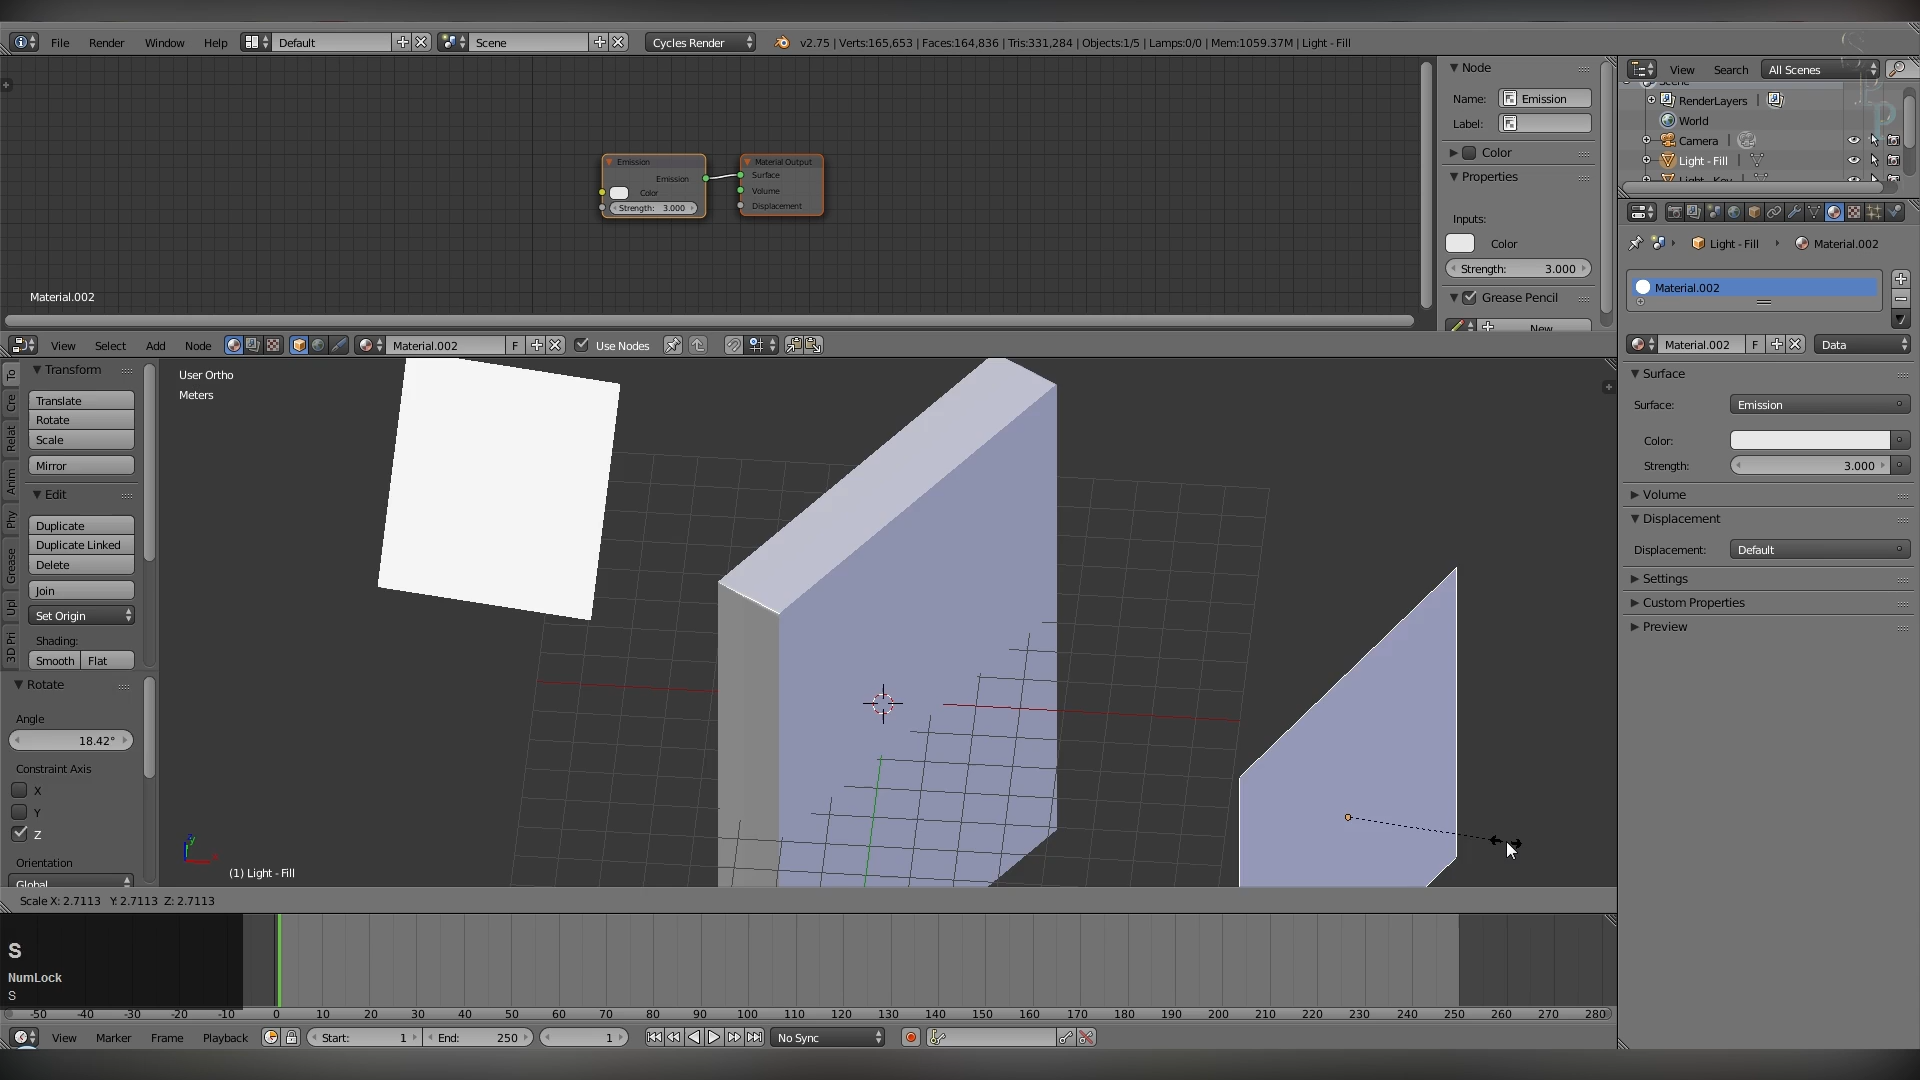 File Render Window Help Default Scene Cycles Render v2.75 | Verts:165,653 | Faces:164,836 | Tris:331,284 | Objects:1/5 | Lamps:0/0 | Mem:1059.37M | Light - Fill
Emission
Emission
Color
Strength: 3.000
Material Output
Surface
Volume
Displacement
Material.002
Node
Name: Emission
Label:
Color
Properties
Inputs:
Color
Strength: 3.000
Grease Pencil
New
View Search All Scenes
RenderLayers |
World
Camera |
Light - Fill |
Light - Key
Light - Fill Material.002
Material.002
Material.002 F Data
Surface
Surface: Emission
Color:
Strength: 3.000
Volume
Displacement
Displacement: Default
Settings
Custom Properties
Preview
View Select Add Node Material.002 F Use Nodes
To
Cre
Relat
Anim
Phy
Grease
Upl
3D Pri
Transform
Translate
Rotate
Scale
Mirror
Edit
Duplicate
Duplicate Linked
Delete
Join
Set Origin
Shading:
Smooth Flat
Rotate
Angle
18.42°
Constraint Axis
X
Y
Z
Orientation
Global
User Ortho
Meters
(1) Light - Fill
Scale X: 2.7113 Y: 2.7113 Z: 2.7113
S
NumLock
S
-50 -40 -30 -20 -10 0 10 20 30 40 50 60 70 80 90 100 110 120 130 140 150 160 170 180 190 200 210 220 230 240 250 260 270 280
View Marker Frame Playback Start: 1 End: 250 1 No Sync